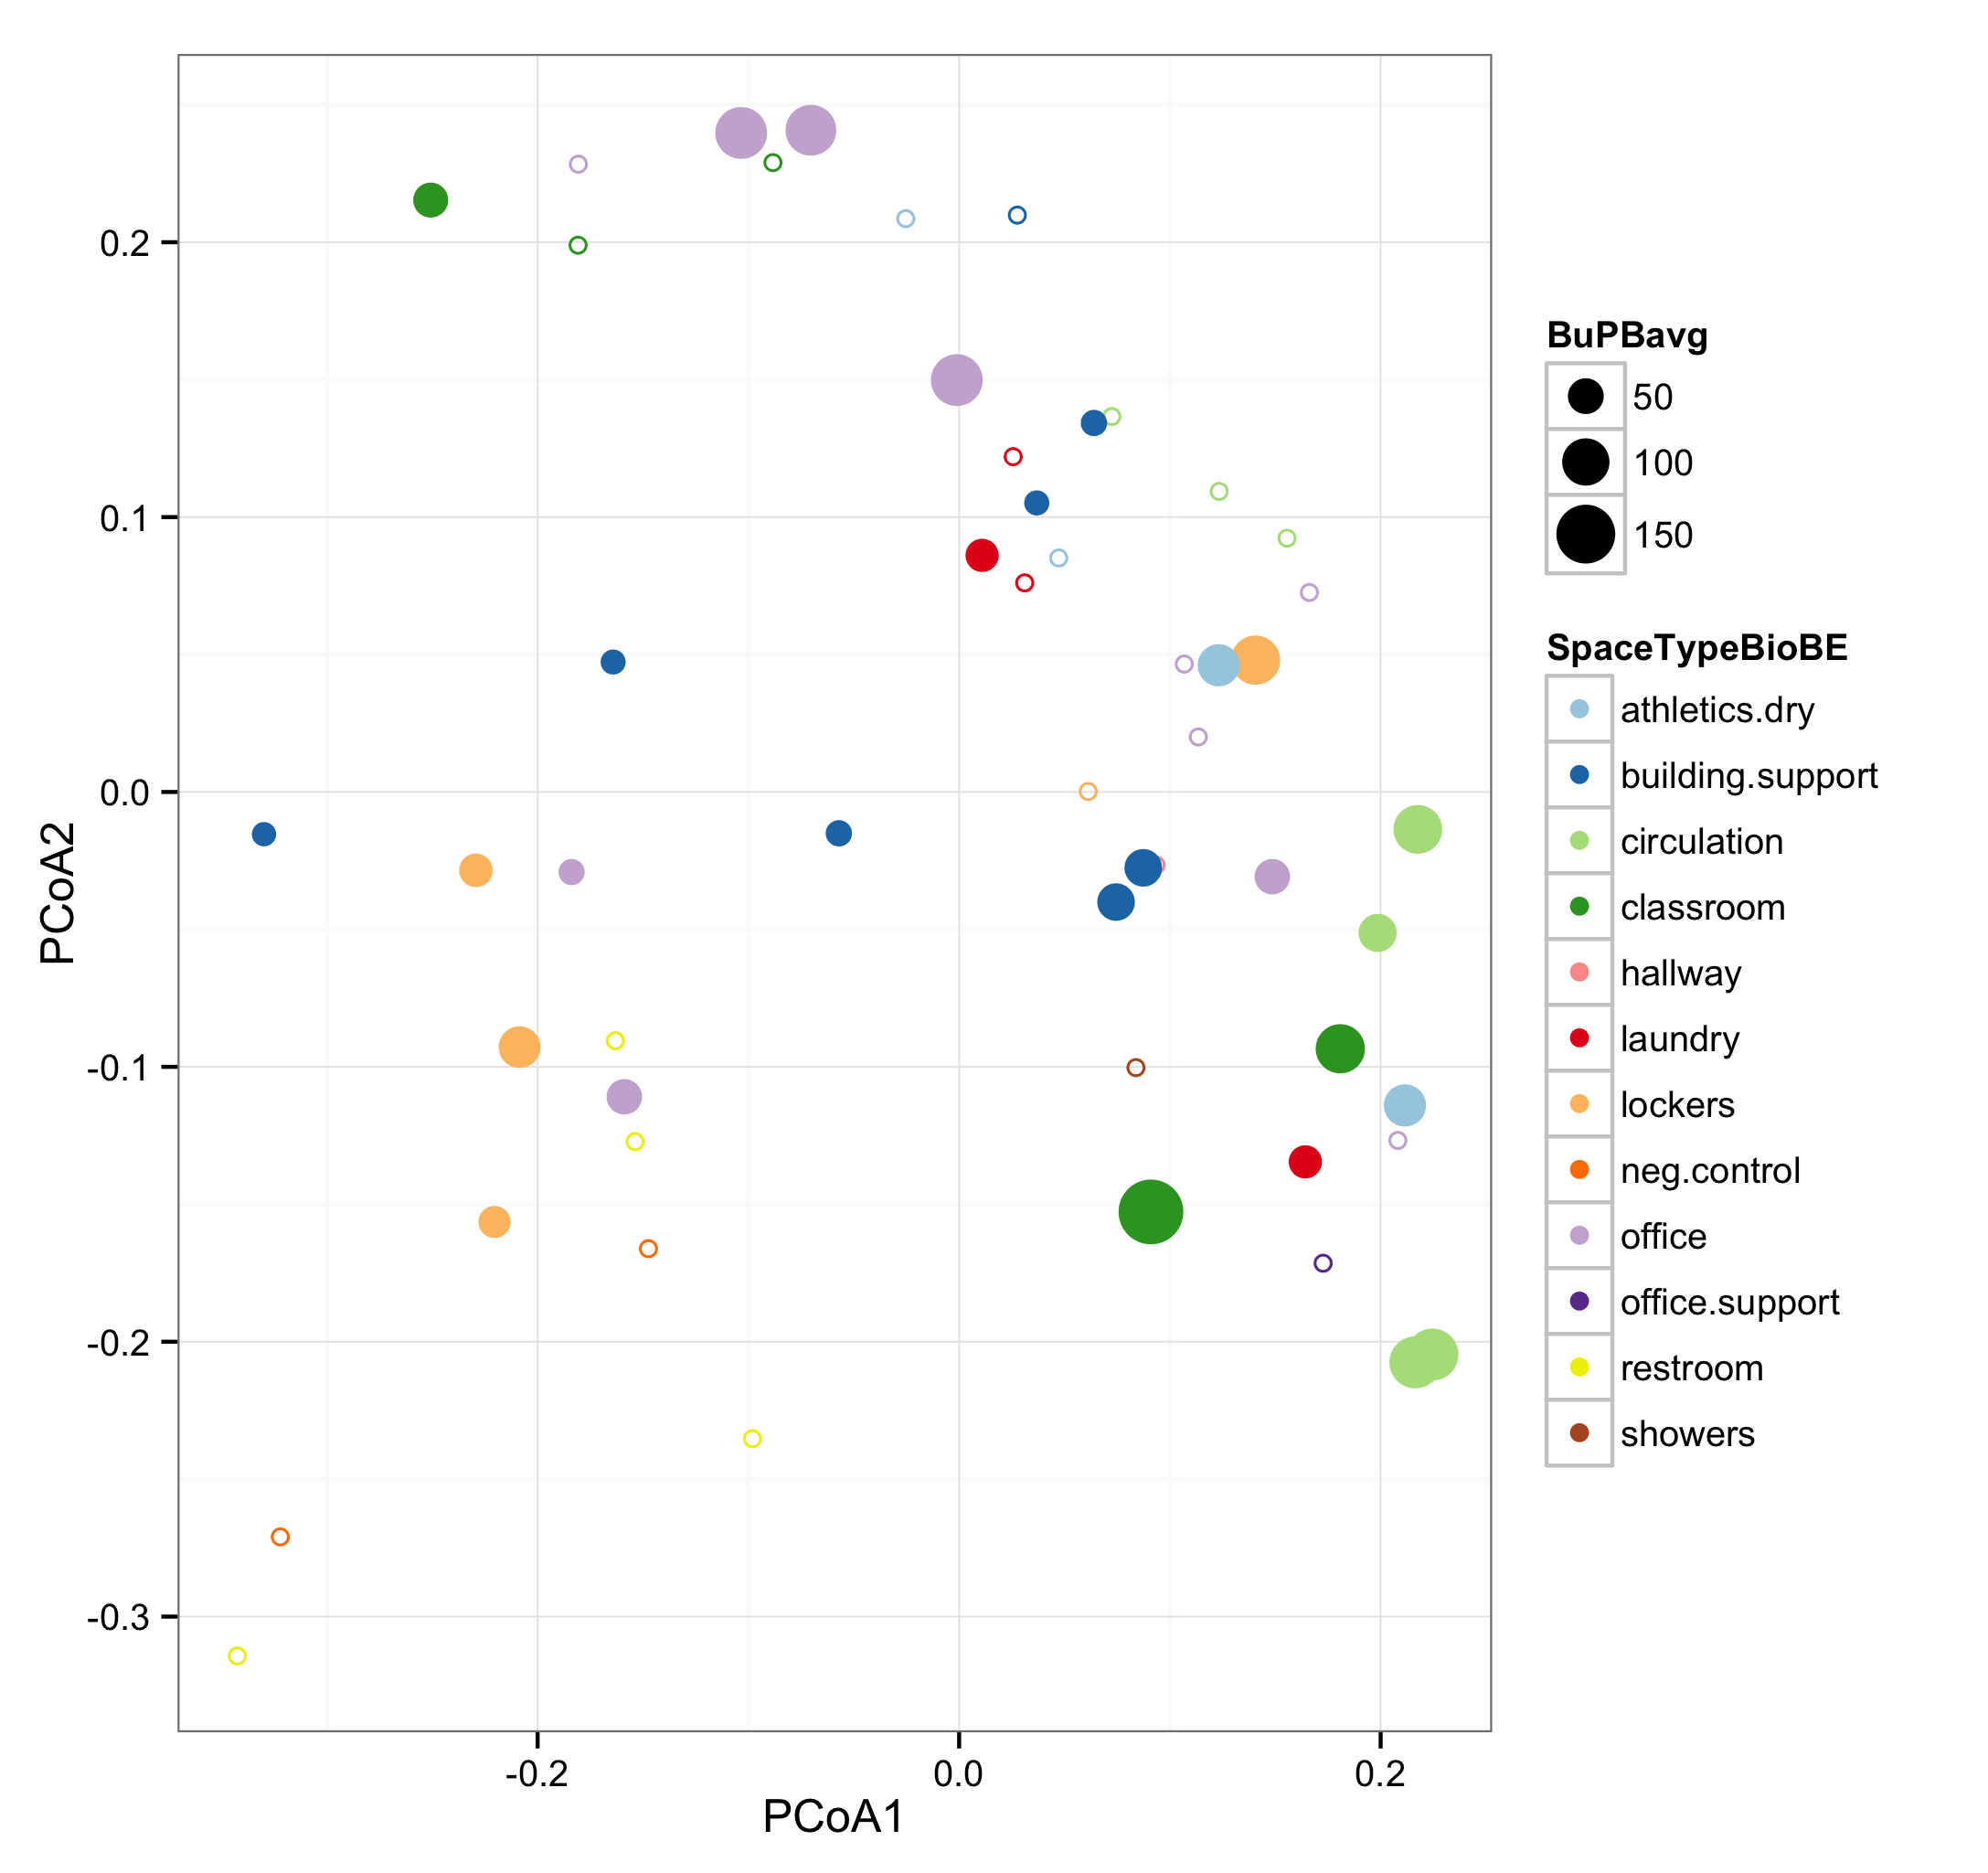 0.2
0.1
0.0
-0.1
-0.2
-0.3
PCoA2
-0.2
0.0
0.2
PCoA1
BuPBavg
50
100
150
SpaceTypeBioBE
athletics.dry
building.support
circulation
classroom
hallway
laundry
lockers
neg.control
office
office.support
restroom
showers